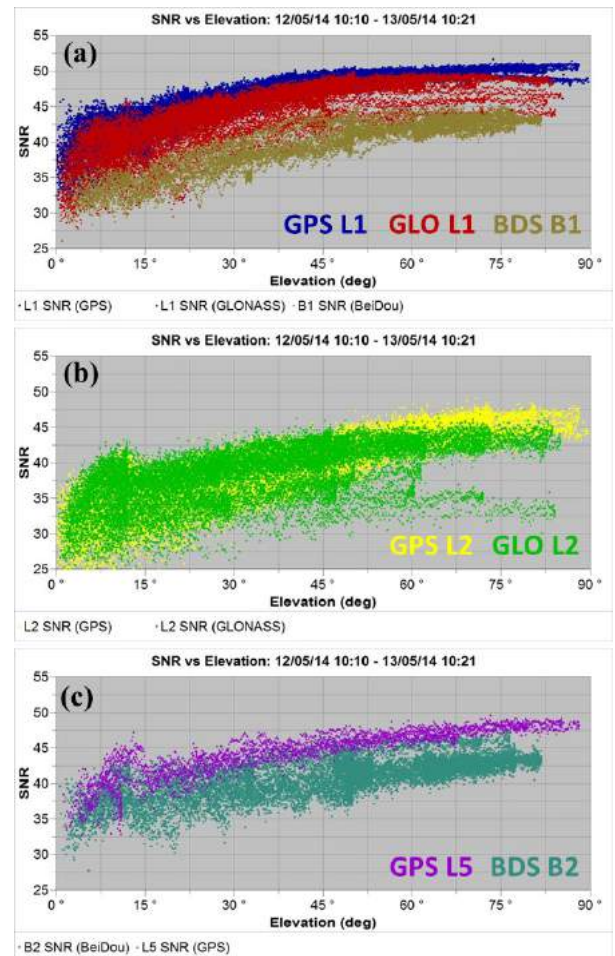 SNR vs Elevation: 12/05/14 10:10 - 13/05/14 10:21
(a)
55
50
45
40
35
30
25
SNR
GPS L1 GLO L1 BDS B1
0 ° 15 ° 30 ° 45 ° 60 ° 75 ° 90 °
Elevation (deg)
· L1 SNR (GPS) · L1 SNR (GLONASS) · B1 SNR (BeiDou)
SNR vs Elevation: 12/05/14 10:10 - 13/05/14 10:21
(b)
55
50
45
40
35
30
25
SNR
GPS L2 GLO L2
0 ° 15 ° 30 ° 45 ° 60 ° 75 ° 90 °
Elevation (deg)
L2 SNR (GPS) · L2 SNR (GLONASS)
SNR vs Elevation: 12/05/14 10:10 - 13/05/14 10:21
(c)
55
50
45
40
35
30
25
SNR
GPS L5 BDS B2
0 ° 15 ° 30 ° 45 ° 60 ° 75 ° 90 °
Elevation (deg)
· B2 SNR (BeiDou) · L5 SNR (GPS)